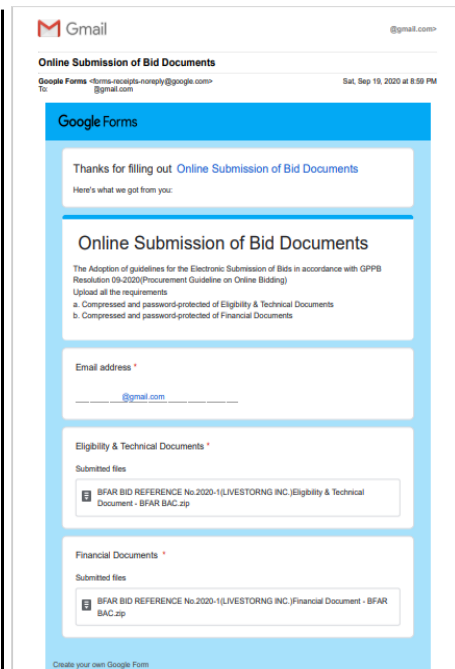 Gmail
@gmail.com>
Online Submission of Bid Documents
Google Forms <forms-receipts-noreply@google.com>
Sat, Sep 19, 2020 at 8:59 PM
To: @gmail.com
Google Forms
Thanks for filling out Online Submission of Bid Documents
Here's what we got from you:
Online Submission of Bid Documents
The Adoption of guidelines for the Electronic Submission of Bids in accordance with GPPB
Resolution 09-2020(Procurement Guideline on Online Bidding)
Upload all the requirements
a. Compressed and password-protected of Eligibility & Technical Documents
b. Compressed and password-protected of Financial Documents
Email address *
@gmail.com
Eligibility & Technical Documents *
Submitted files
BFAR BID REFERENCE No.2020-1(LIVESTORNG INC.)Eligibility & Technical
Document - BFAR BAC.zip
Financial Documents *
Submitted files
BFAR BID REFERENCE No.2020-1(LIVESTORNG INC.)Financial Document - BFAR
BAC.zip
Create your own Google Form